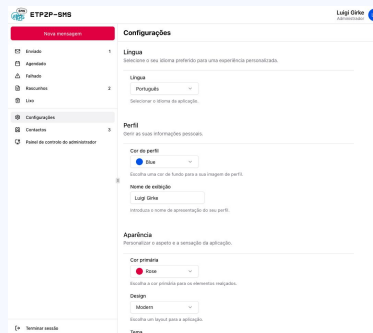 ETPZP-SMS
Luigi Girke
Administrador
Nova mensagem
Enviado 1
Agendado
Falhado
Rascunhos 2
Lixo
Configurações
Contactos 3
Painel de controlo do administrador
Terminar sessão
Configurações
Língua
Selecione o seu idioma preferido para uma experiência personalizada.
Língua
Português
Selecionar o idioma da aplicação.
Perfil
Gerir as suas informações pessoais.
Cor do perfil
Blue
Escolha uma cor de fundo para a sua imagem de perfil.
Nome de exibição
Luigi Girke
Introduza o nome de apresentação do seu perfil.
Aparência
Personalizar o aspeto e a sensação da aplicação.
Cor primária
Rose
Escolha a cor primária para os elementos realçados.
Design
Modern
Escolha um layout para a aplicação.
Tema